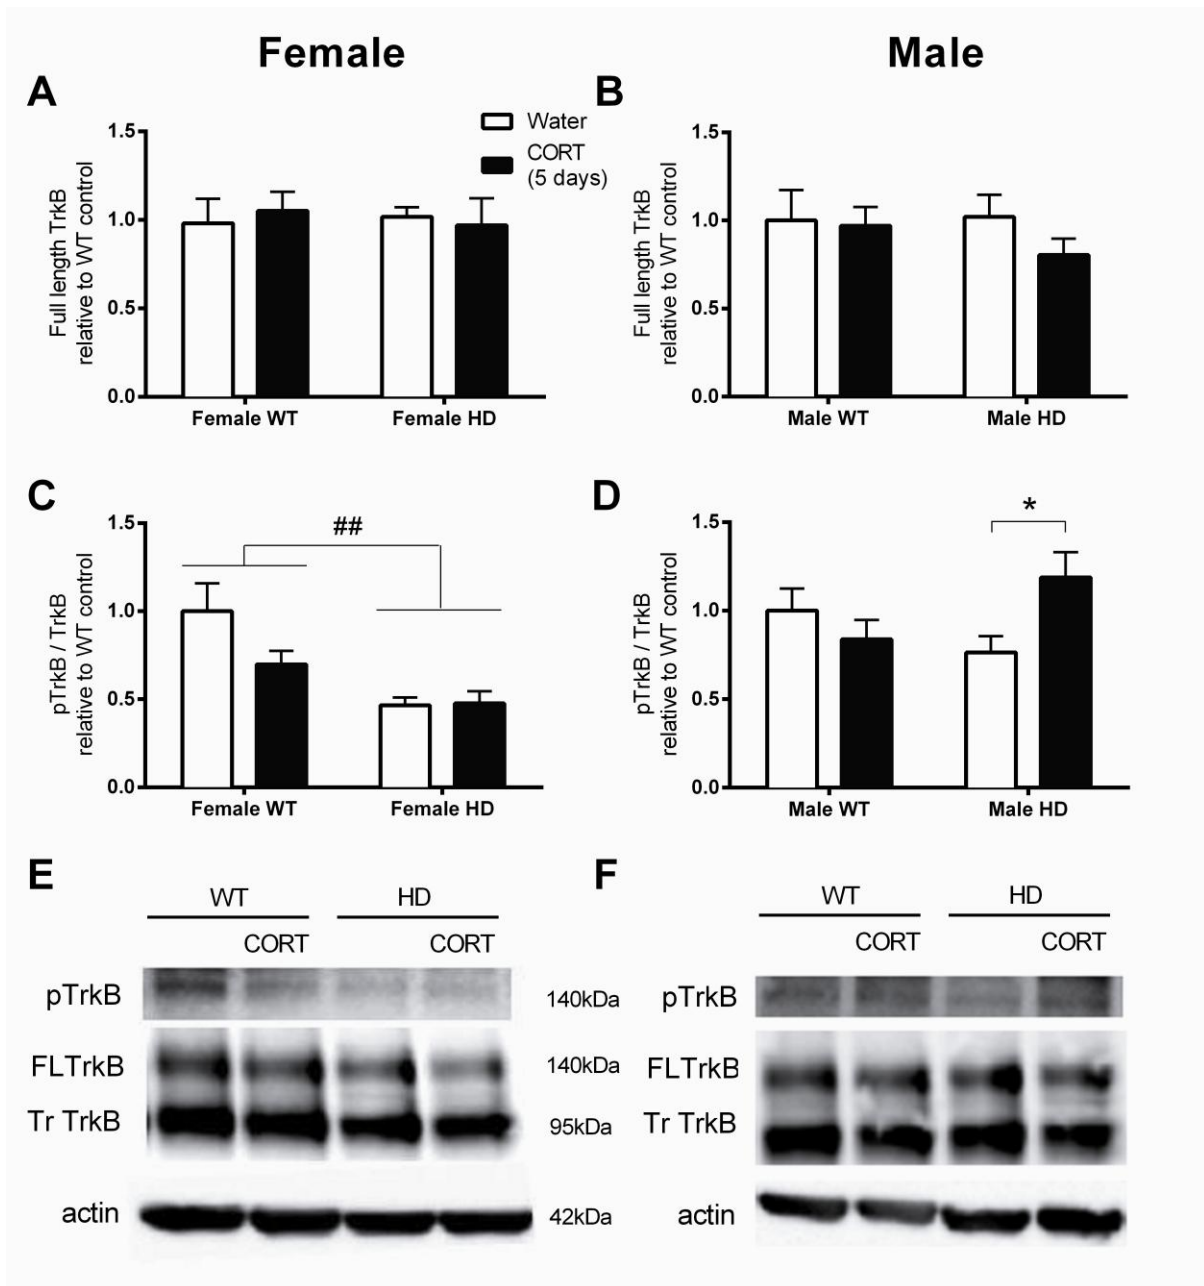 Female
Male
A
Water
CORT
(5 days)
Full length TrkB
relative to WT control
1.5
1.0
0.5
0.0
Female WT
Female HD
B
Full length TrkB
relative to WT control
1.5
1.0
0.5
0.0
Male WT
Male HD
C
pTrkB / TrkB
relative to WT control
1.5
1.0
0.5
0.0
##
Female WT
Female HD
D
pTrkB / TrkB
relative to WT control
1.5
1.0
0.5
0.0
*
Male WT
Male HD
E
WT
HD
CORT
CORT
pTrkB
140kDa
FLTrkB
140kDa
Tr TrkB
95kDa
actin
42kDa
F
WT
HD
CORT
CORT
pTrkB
FLTrkB
Tr TrkB
actin